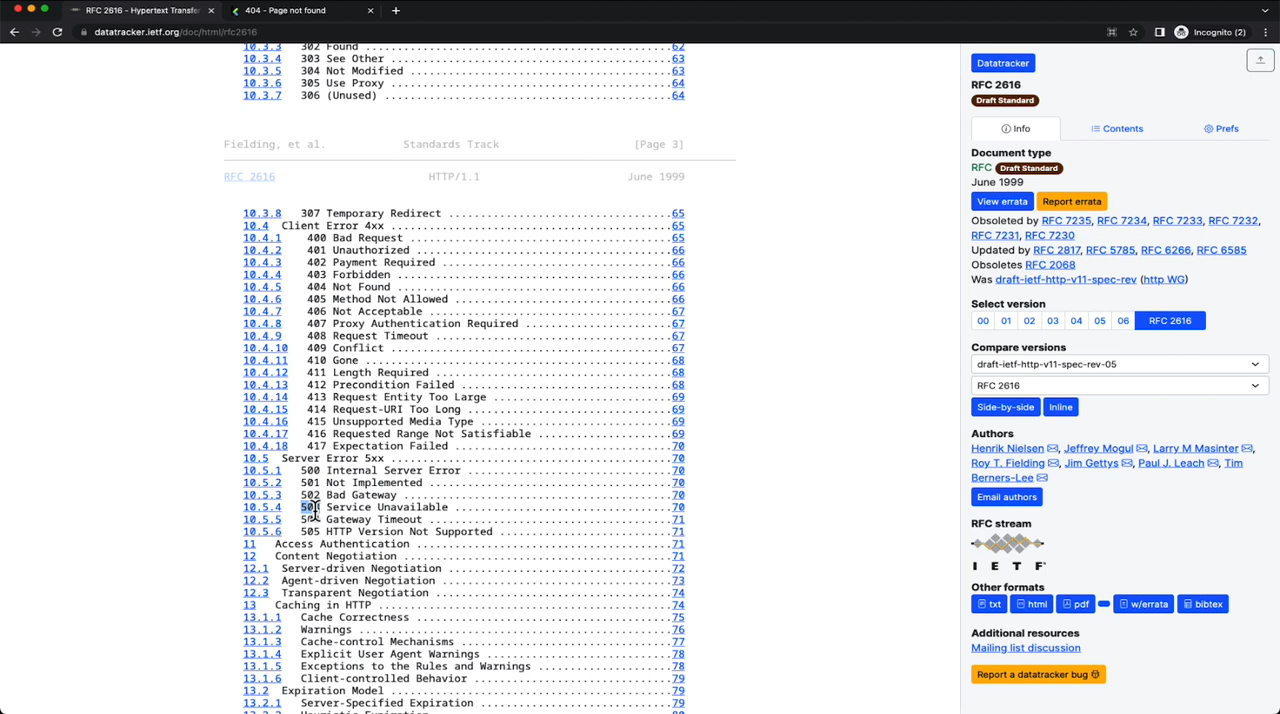 RFC 2616 - Hypertext Transfer
404 - Page not found
datatracker.ietf.org/doc/html/rfc2616
Incognito (2)
10.3.3 302 Found ........................................62
10.3.4 303 See Other ....................................63
10.3.5 304 Not Modified .................................63
10.3.6 305 Use Proxy ....................................64
10.3.7 306 (Unused) .....................................64
Fielding, et al. Standards Track [Page 3]
RFC 2616 HTTP/1.1 June 1999
10.3.8 307 Temporary Redirect ...........................65
10.4 Client Error 4xx .....................................65
10.4.1 400 Bad Request .................................65
10.4.2 401 Unauthorized ................................66
10.4.3 402 Payment Required ............................66
10.4.4 403 Forbidden ...................................66
10.4.5 404 Not Found ...................................66
10.4.6 405 Method Not Allowed ..........................66
10.4.7 406 Not Acceptable ..............................67
10.4.8 407 Proxy Authentication Required ...............67
10.4.9 408 Request Timeout .............................67
10.4.10 409 Conflict ....................................67
10.4.11 410 Gone ........................................68
10.4.12 411 Length Required .............................68
10.4.13 412 Precondition Failed .........................68
10.4.14 413 Request Entity Too Large ....................69
10.4.15 414 Request-URI Too Long ........................69
10.4.16 415 Unsupported Media Type ......................69
10.4.17 416 Requested Range Not Satisfiable .............69
10.4.18 417 Expectation Failed ..........................70
10.5 Server Error 5xx .....................................70
10.5.1 500 Internal Server Error ........................70
10.5.2 501 Not Implemented ..............................70
10.5.3 502 Bad Gateway ..................................70
10.5.4 Service Unavailable ..........................70
10.5.5 Gateway Timeout ..............................71
10.5.6 505 HTTP Version Not Supported ...................71
11 Access Authentication ..................................71
12 Content Negotiation ....................................71
12.1 Server-driven Negotiation ............................72
12.2 Agent-driven Negotiation .............................73
12.3 Transparent Negotiation ..............................74
13 Caching in HTTP ........................................74
13.1.1 Cache Correctness ..................................75
13.1.2 Warnings ...........................................76
13.1.3 Cache-control Mechanisms ...........................77
13.1.4 Explicit User Agent Warnings .......................78
13.1.5 Exceptions to the Rules and Warnings ...............78
13.1.6 Client-controlled Behavior .........................79
13.2 Expiration Model .....................................79
13.2.1 Server-Specified Expiration ........................79
Datatracker
RFC 2616
Draft Standard
Info Contents Prefs
Document type
RFC Draft Standard
June 1999
View errata Report errata
Obsoleted by RFC 7235, RFC 7234, RFC 7233, RFC 7232,
RFC 7231, RFC 7230
Updated by RFC 2817, RFC 5785, RFC 6266, RFC 6585
Obsoletes RFC 2068
Was draft-ietf-http-v11-spec-rev (http WG)
Select version
00 01 02 03 04 05 06 RFC 2616
Compare versions
draft-ietf-http-v11-spec-rev-05
RFC 2616
Side-by-side Inline
Authors
Henrik Nielsen, Jeffrey Mogul, Larry M Masinter,
Roy T. Fielding, Jim Gettys, Paul J. Leach, Tim
Berners-Lee
Email authors
RFC stream
I E T F
Other formats
txt html pdf w/errata bibtex
Additional resources
Mailing list discussion
Report a datatracker bug